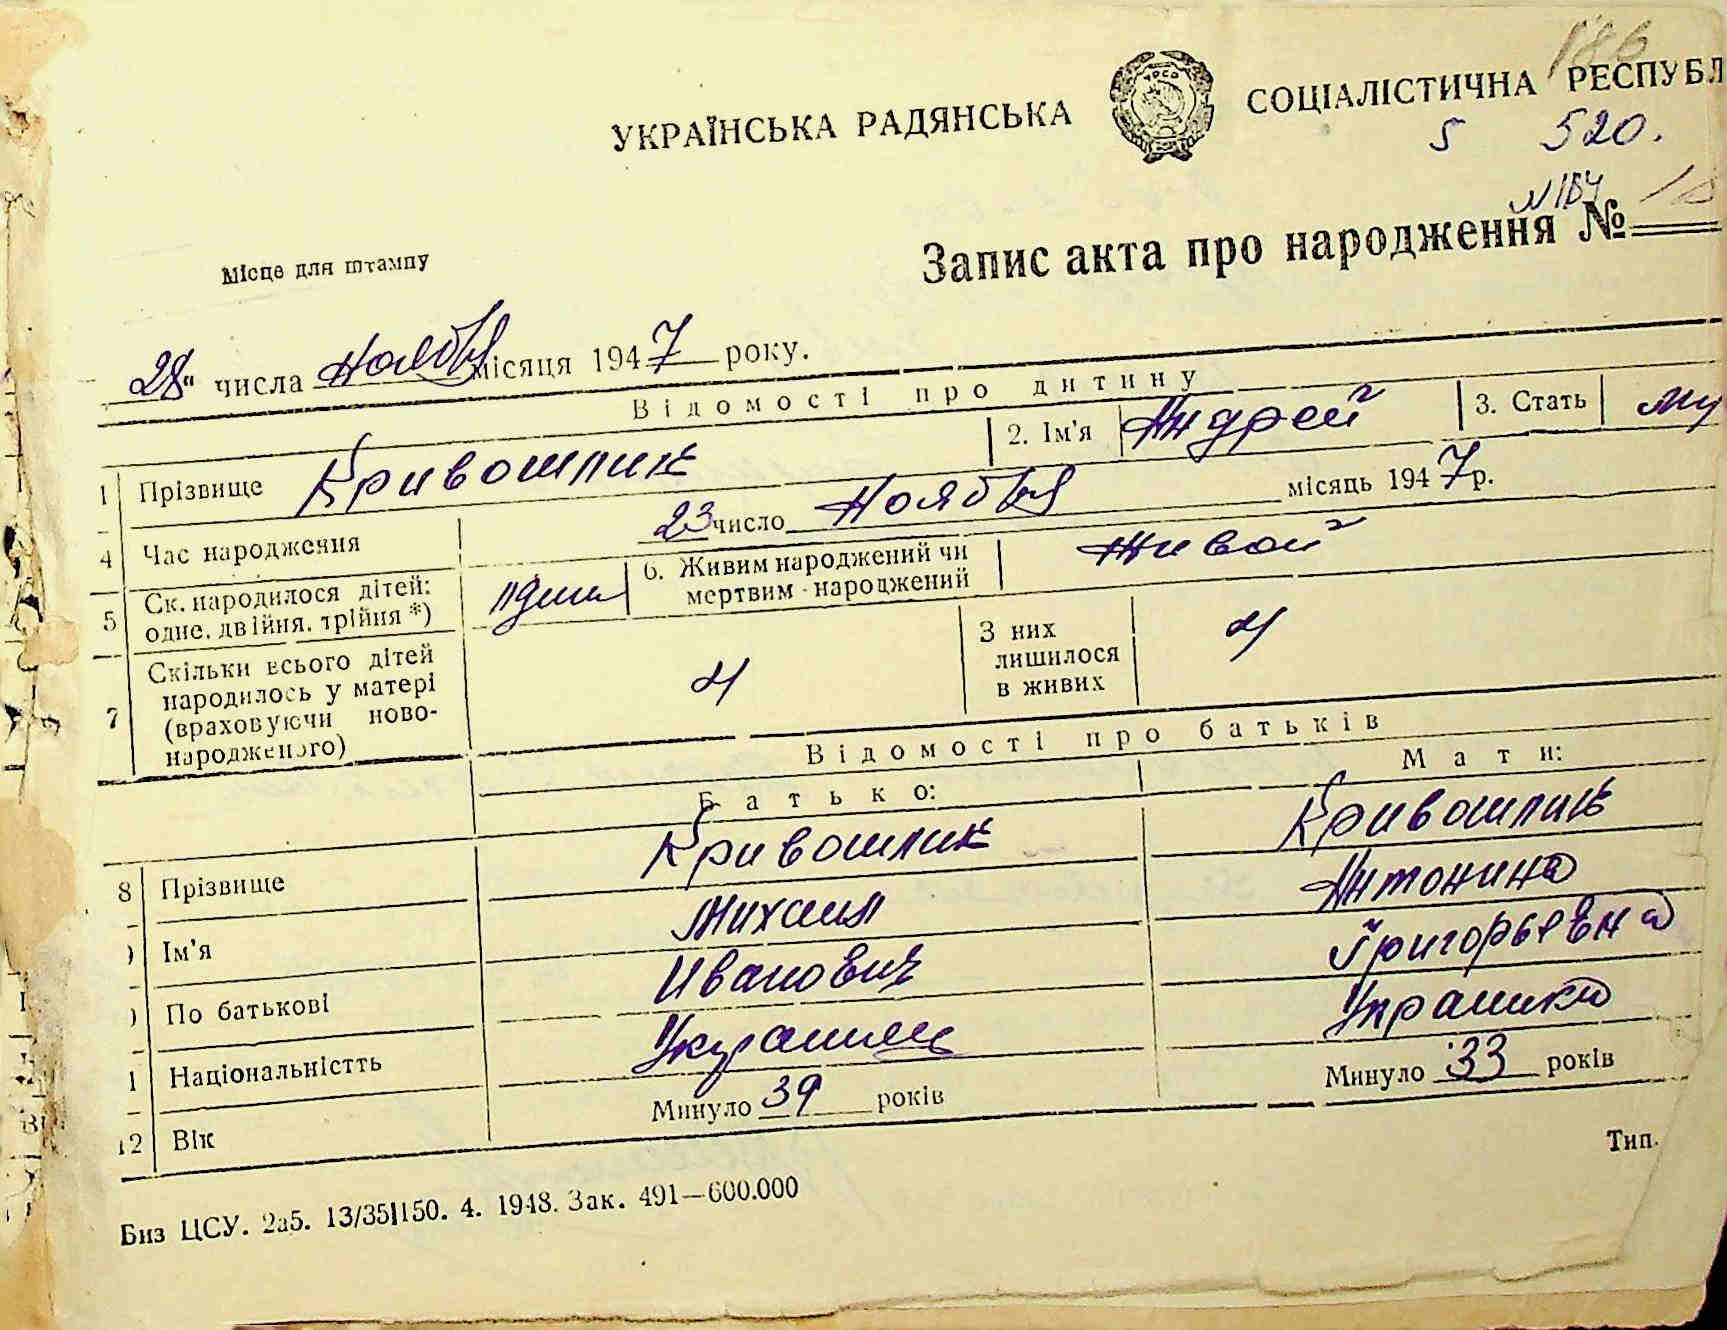 186
УКРАЇНСЬКА РАДЯНСЬКА СОЦІАЛІСТИЧНА РЕСПУБЛ
УРСР
5 520.
Місце для штампу
Запис акта про народження №
28" числа Ноября місяця 1947 року.
Відомості про дитину
1 Прізвище Кривошлик 2. Ім'я Андрей 3. Стать му
4 Час народження 23 число Ноября місяць 1947 р.
5 Ск. народилося дітей: одне, двійня, трійня *) один 6. Живим народжений чи мертвим народжений Живой
7 Скільки всього дітей народилось у матері (враховуючи новонародженого) 4 З них лишилося в живих 4
Відомості про батьків
Батько: Мати:
8 Прізвище Кривошлик Кривошлик
Ім'я Михаил Антонина
По батькові Иванович Григорьевна
1 Національністть Украинец Украинка
12 Вік Минуло 39 років Минуло 33 років
Тип.
Биз ЦСУ. 2а5. 13/35|150. 4. 1948. Зак. 491—600.000